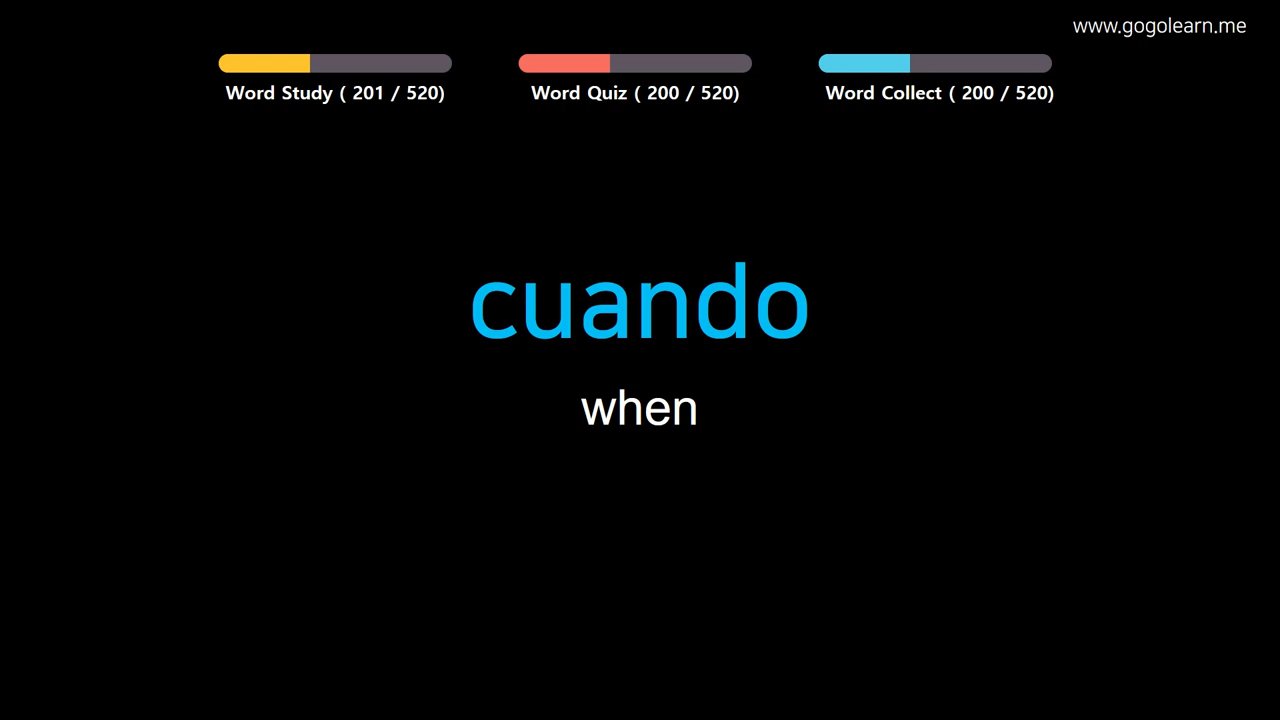 www.gogolearn.me
Word Study ( 201 / 520)
Word Quiz ( 200 / 520)
Word Collect ( 200 / 520)
cuando
when